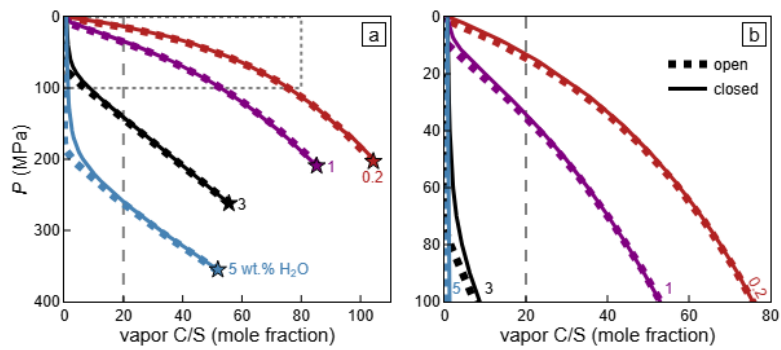 0
100
200
300
400
P (MPa)
a
3
1
0.2
5 wt.% H₂O
0 20 40 60 80 100
vapor C/S (mole fraction)
0
20
40
60
80
100
b
open
closed
5
3
1
0.2
0 20 40 60 80
vapor C/S (mole fraction)